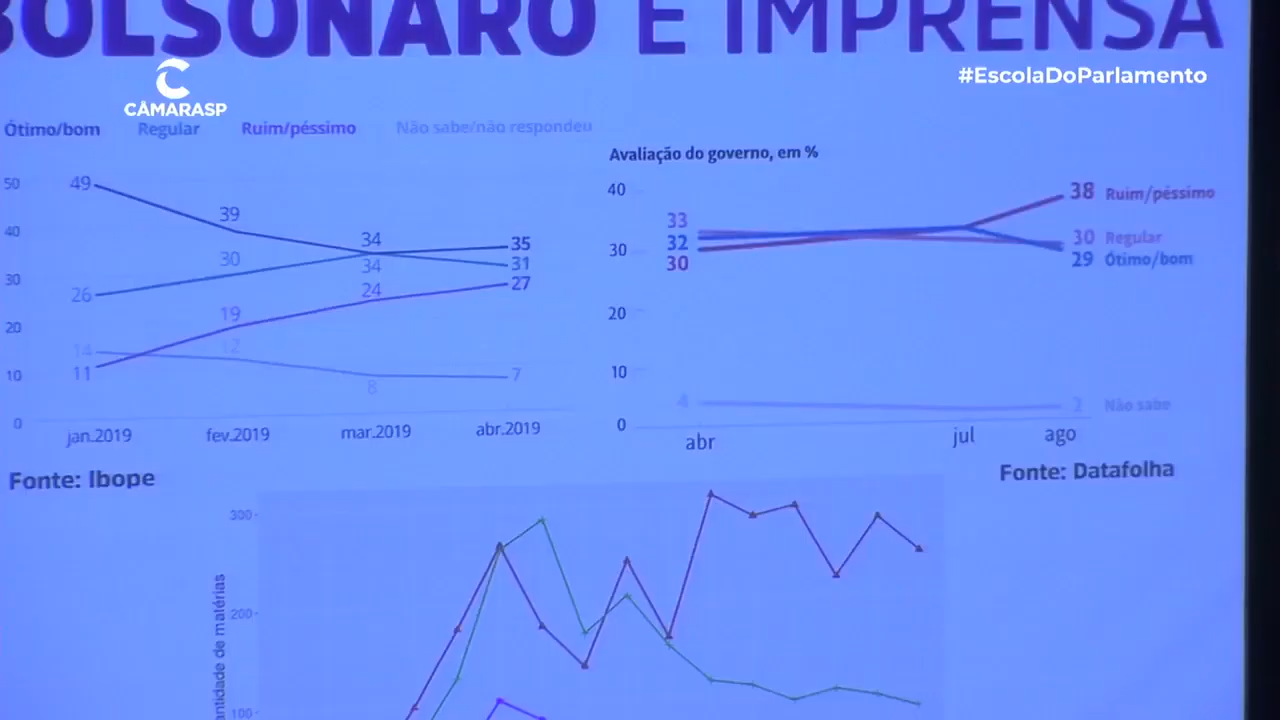 BOLSONARO E IMPRENSA
#EscolaDoParlamento
CÂMARASP
Ótimo/bom Regular Ruim/péssimo Não sabe/não respondeu
50
40
30
20
10
0
49
39
34
35
26
30
34
31
11
19
24
27
14
12
8
7
jan.2019 fev.2019 mar.2019 abr.2019
Fonte: Ibope
Avaliação do governo, em %
40
30
20
10
0
33
32
30
4
38 Ruim/péssimo
30 Regular
29 Ótimo/bom
2 Não sabe
abr jul ago
Fonte: Datafolha
300
200
100
antidade de matérias